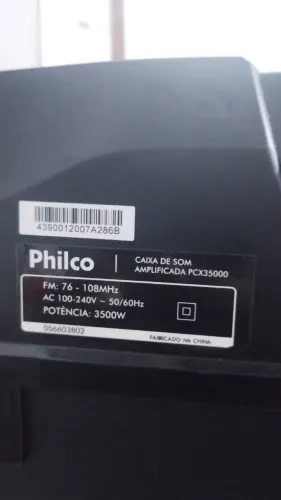 4390012007A286B
Philco
CAIXA DE SOM
AMPLIFICADA PCX35000
FM: 76 - 108MHz
AC 100-240V ~ 50/60Hz
POTÊNCIA: 3500W
056603802
FABRICADO NA CHINA